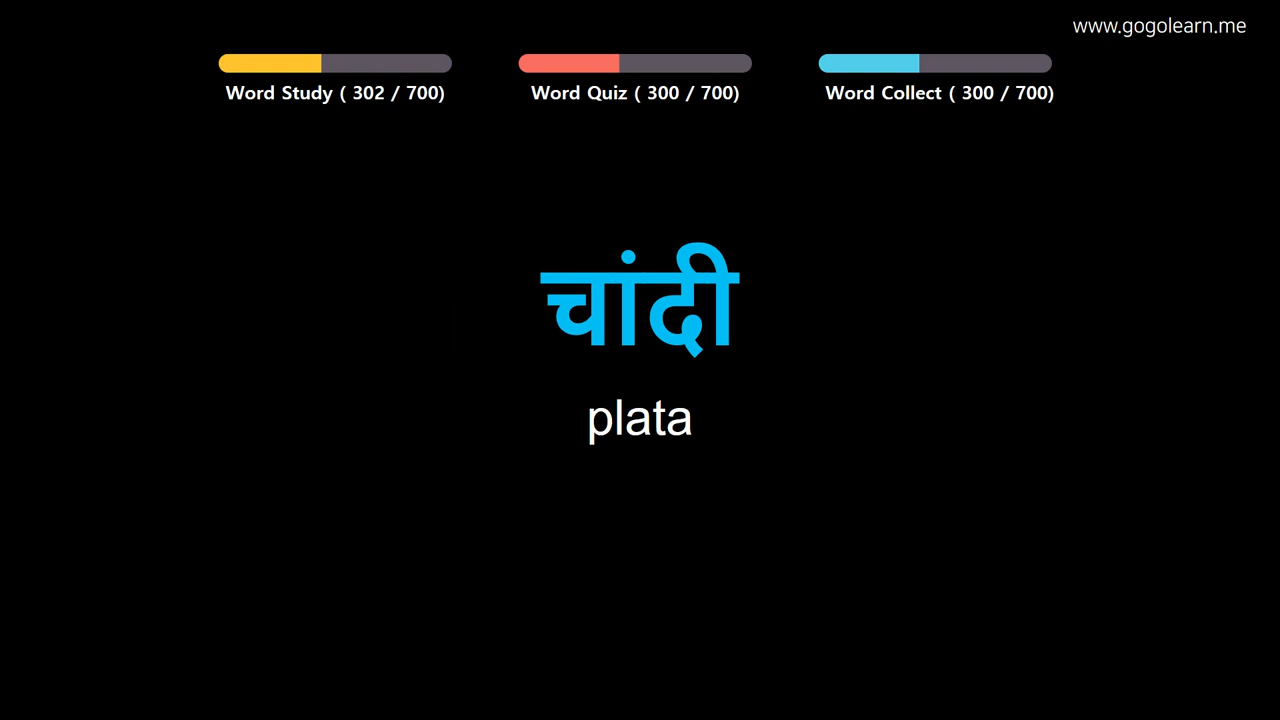 www.gogolearn.me
Word Study ( 302 / 700)
Word Quiz ( 300 / 700)
Word Collect ( 300 / 700)
चांदी
plata